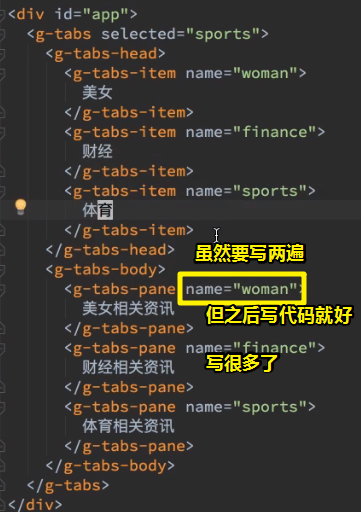 <div id="app">
<g-tabs selected="sports">
<g-tabs-head>
<g-tabs-item name="woman">
美女
</g-tabs-item>
<g-tabs-item name="finance">
财经
</g-tabs-item>
<g-tabs-item name="sports">
体育
</g-tabs-item>
虽然要写两遍
</g-tabs-head>
<g-tabs-body>
<g-tabs-pane name="woman">
美女相关资讯
但之后写代码就好
</g-tabs-pane>
<g-tabs-pane name="finance">
财经相关资讯
写很多了
</g-tabs-pane>
<g-tabs-pane name="sports">
体育相关资讯
</g-tabs-pane>
</g-tabs-body>
</g-tabs>
</div>